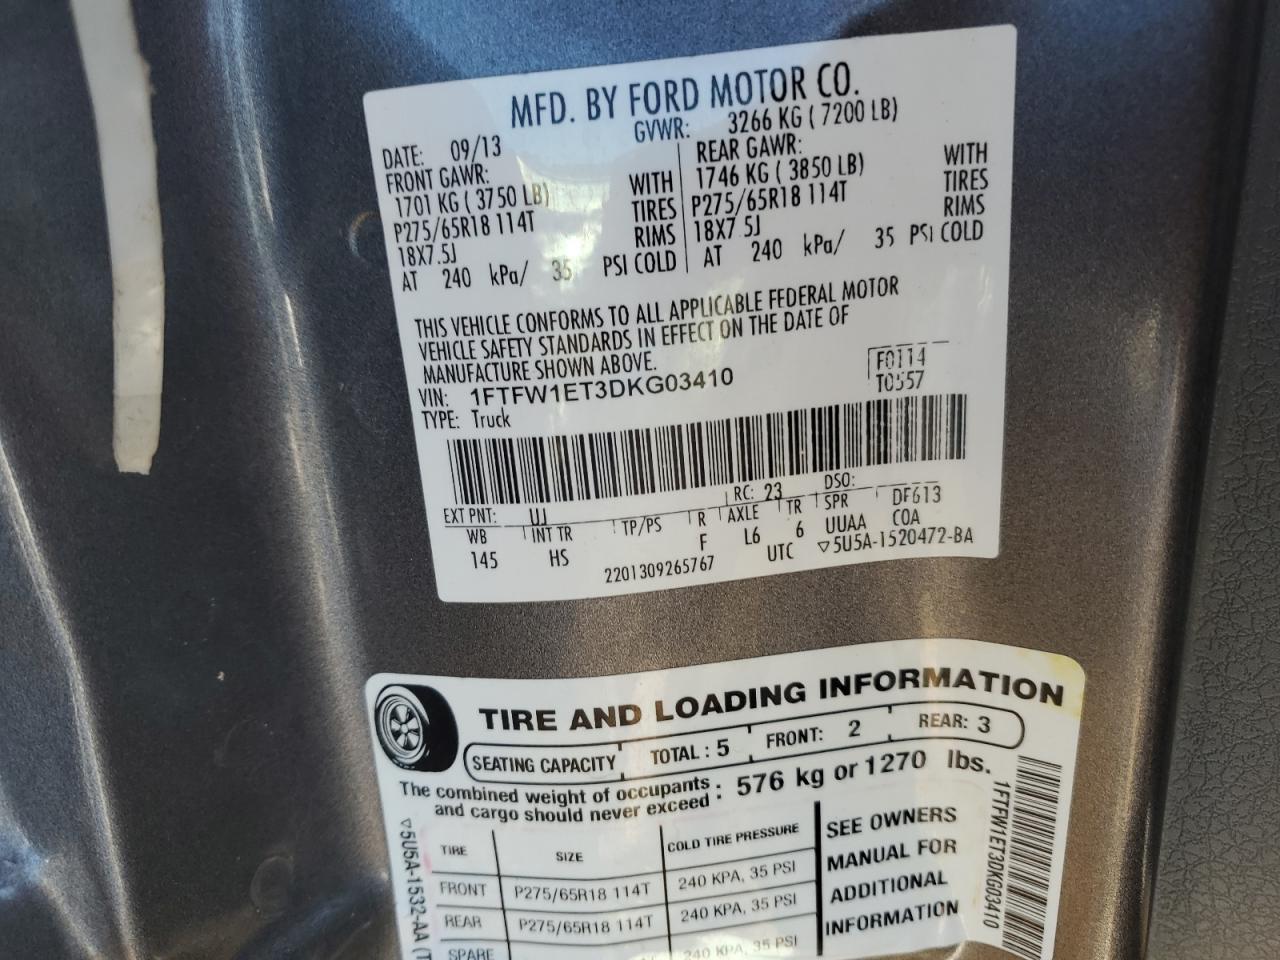 MFD. BY FORD MOTOR CO.
DATE: 09/13 GVWR: 3266 KG ( 7200 LB)
FRONT GAWR: REAR GAWR:
1701 KG ( 3750 LB) WITH 1746 KG ( 3850 LB) WITH
P275/65R18 114T TIRES P275/65R18 114T TIRES
18X7.5J RIMS 18X7.5J RIMS
AT 240 kPa/ 35 PSI COLD AT 240 kPa/ 35 PSI COLD
THIS VEHICLE CONFORMS TO ALL APPLICABLE FEDERAL MOTOR
VEHICLE SAFETY STANDARDS IN EFFECT ON THE DATE OF
MANUFACTURE SHOWN ABOVE.
VIN: 1FTFW1ET3DKG03410
F0114
T0557
TYPE: Truck
EXT PNT: UJ RC: 23 DSO:
WB INT TR TP/PS R AXLE TR SPR DF613
145 HS F L6 6 UUAA COA
2201309265767 UTC ▽5U5A-1520472-BA
TIRE AND LOADING INFORMATION
SEATING CAPACITY TOTAL : 5 FRONT: 2 REAR: 3
The combined weight of occupants
and cargo should never exceed : 576 kg or 1270 lbs.
TIRE SIZE COLD TIRE PRESSURE
FRONT P275/65R18 114T 240 KPA, 35 PSI
REAR P275/65R18 114T 240 KPA, 35 PSI
SPARE 240 KPA, 35 PSI
SEE OWNERS
MANUAL FOR
ADDITIONAL
INFORMATION
1FTFW1ET3DKG03410
▽5U5A-1532-AA (T